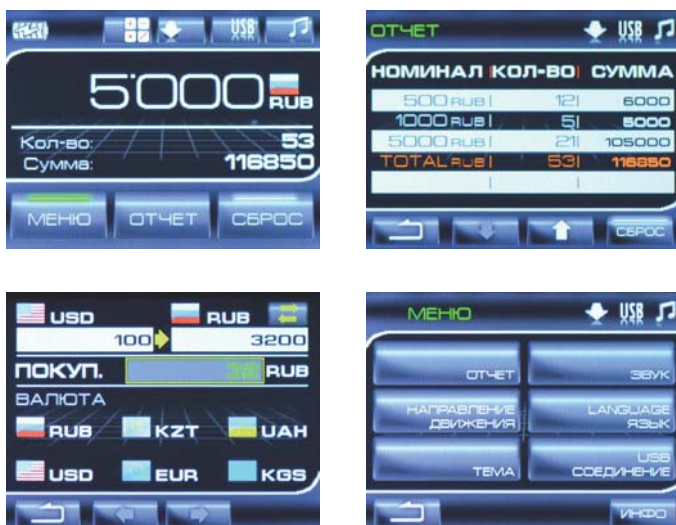 USB
5'000 RUB
Кол-во: 53
Сумма: 116850
МЕНЮ ОТЧЕТ СБРОС
ОТЧЕТ USB
НОМИНАЛ КОЛ-ВО СУММА
500 RUB 12 6000
1000 RUB 5 5000
5000 RUB 21 105000
TOTAL RUB 53 116850
СБРОС
USD RUB
100 3200
ПОКУП. RUB
ВАЛЮТА
RUB KZT UAH
USD EUR KGS
МЕНЮ USB
ОТЧЕТ ЗВУК
НАПРАВЛЕНИЕ LANGUAGE
ДВИЖЕНИЯ ЯЗЫК
USB
ТЕМА СОЕДИНЕНИЕ
ИНФО